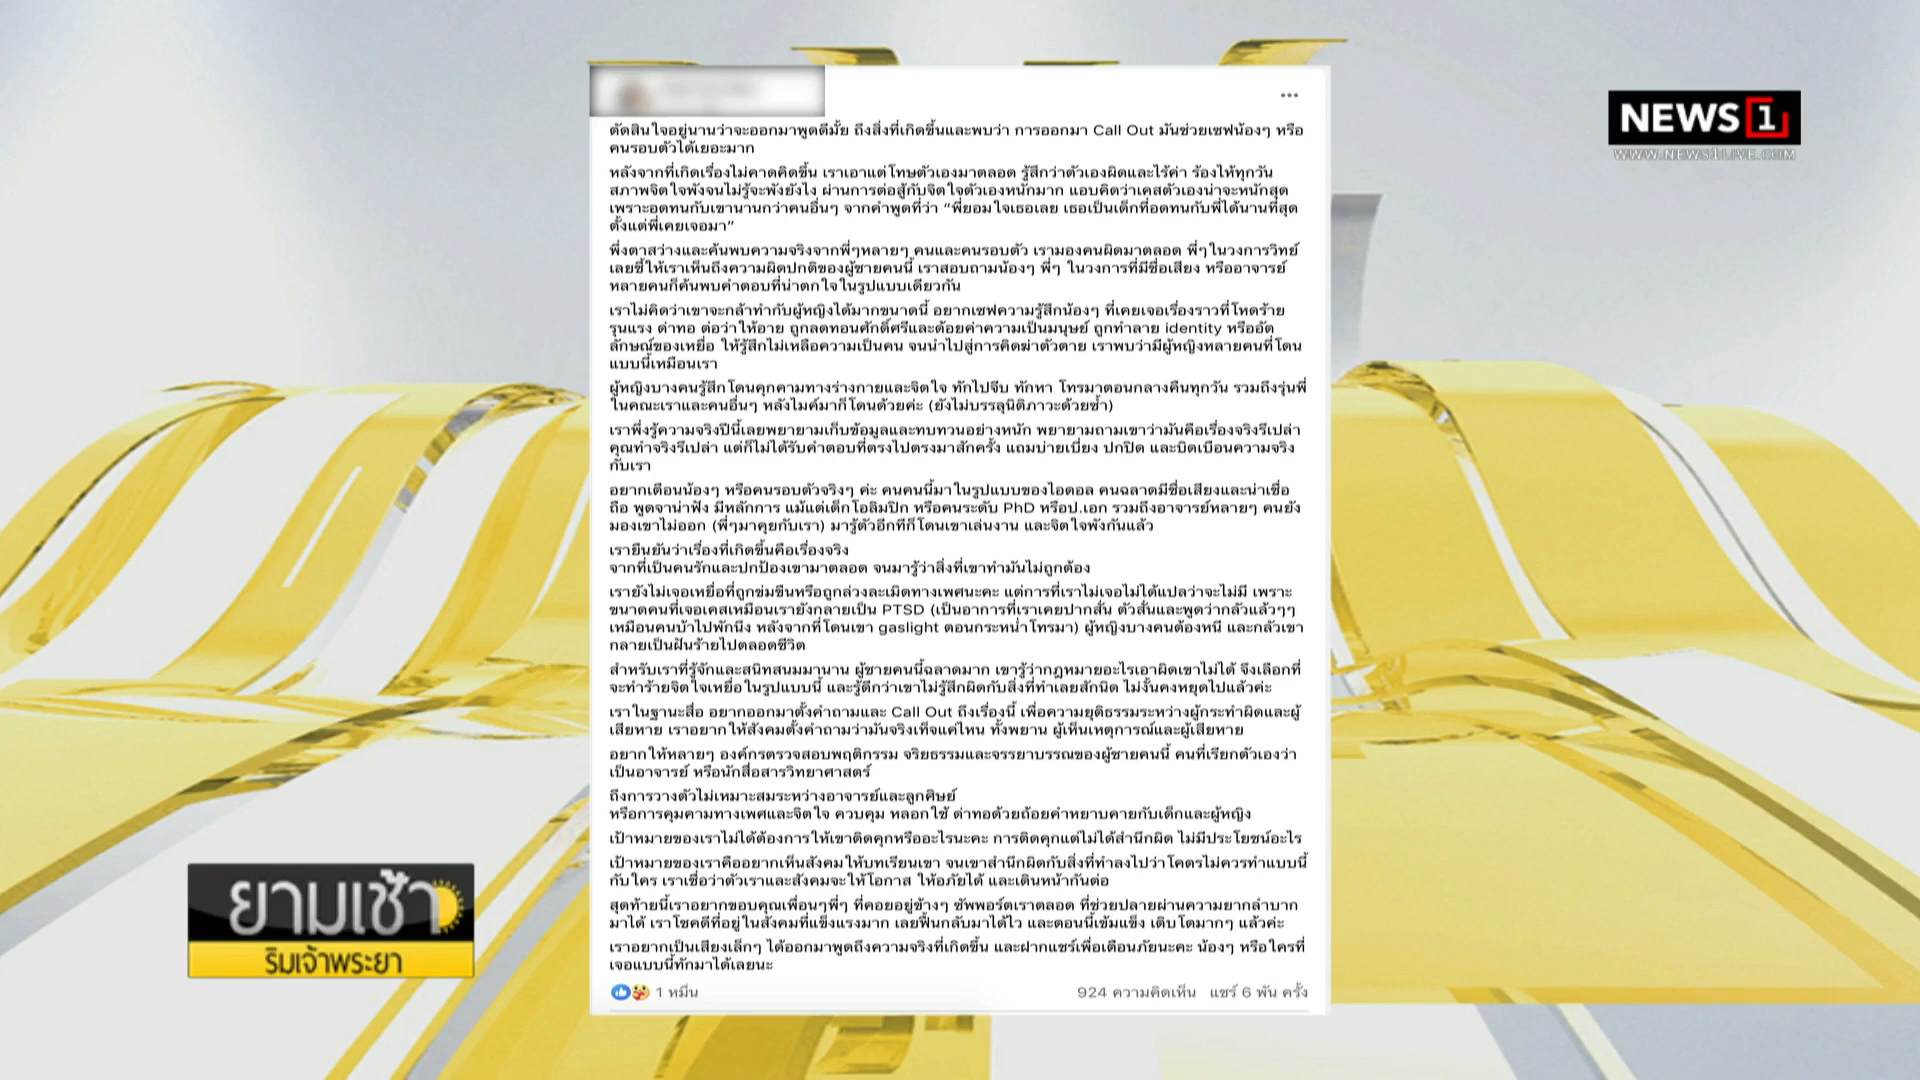 NEWS 1
WWW.NEWS1LIVE.COM
ตัดสินใจอยู่นานว่าจะออกมาพูดดีมั้ย ถึงสิ่งที่เกิดขึ้นและพบว่า การออกมา Call Out มันช่วยเซฟน้องๆ หรือ
คนรอบตัวได้เยอะมาก
หลังจากที่เกิดเรื่องไม่คาดคิดขึ้น เราเอาแต่โทษตัวเองมาตลอด รู้สึกว่าตัวเองผิดและไร้ค่า ร้องไห้ทุกวัน
สภาพจิตใจพังจนไม่รู้จะพังยังไง ผ่านการต่อสู้กับจิตใจตัวเองหนักมาก แอบคิดว่าเคสตัวเองน่าจะหนักสุด
เพราะอดทนกับเขานานกว่าคนอื่นๆ จากคำพูดที่ว่า “พี่ยอมใจเธอเลย เธอเป็นเด็กที่อดทนกับพี่ได้นานที่สุด
ตั้งแต่พี่เคยเจอมา”
พึ่งตาสว่างและค้นพบความจริงจากพี่ๆหลายๆ คนและคนรอบตัว เรามองคนผิดมาตลอด พี่ๆในวงการวิทย์
เลยชี้ให้เราเห็นถึงความผิดปกติของผู้ชายคนนี้ เราสอบถามน้องๆ พี่ๆ ในวงการที่มีชื่อเสียง หรืออาจารย์
หลายคนก็ค้นพบคำตอบที่น่าตกใจในรูปแบบเดียวกัน
เราไม่คิดว่าเขาจะกล้าทำกับผู้หญิงได้มากขนาดนี้ อยากเซฟความรู้สึกน้องๆ ที่เคยเจอเรื่องราวที่โหดร้าย
รุนแรง ด่าทอ ต่อว่าให้อาย ถูกลดทอนศักดิ์ศรีและด้อยค่าความเป็นมนุษย์ ถูกทำลาย identity หรืออัต
ลักษณ์ของเหยื่อ ให้รู้สึกไม่เหลือความเป็นคน จนนำไปสู่การคิดฆ่าตัวตาย เราพบว่ามีผู้หญิงหลายคนที่โดน
แบบนี้เหมือนเรา
ผู้หญิงบางคนรู้สึกโดนคุกคามทางร่างกายและจิตใจ ทักไปจีบ ทักหา โทรมาตอนกลางคืนทุกวัน รวมถึงรุ่นพี่
ในคณะเราและคนอื่นๆ หลังไมค์มาก็โดนด้วยค่ะ (ยังไม่บรรลุนิติภาวะด้วยซ้ำ)
เราพึ่งรู้ความจริงปีนี้เลยพยายามเก็บข้อมูลและทบทวนอย่างหนัก พยายามถามเขาว่ามันคือเรื่องจริงรึเปล่า
คุณทำจริงรึเปล่า แต่ก็ไม่ได้รับคำตอบที่ตรงไปตรงมาสักครั้ง แถมบ่ายเบี่ยง ปกปิด และบิดเบือนความจริง
กับเรา
อยากเตือนน้องๆ หรือคนรอบตัวจริงๆ ค่ะ คนคนนี้มาในรูปแบบของไอดอล คนฉลาดมีชื่อเสียงและน่าเชื่อ
ถือ พูดจาน่าฟัง มีหลักการ แม้แต่เด็กโอลิมปิก หรือคนระดับ PhD หรือป.เอก รวมถึงอาจารย์หลายๆ คนยัง
มองเขาไม่ออก (พี่ๆมาคุยกับเรา) มารู้ตัวอีกทีก็โดนเขาเล่นงาน และจิตใจพังกันแล้ว
เรายืนยันว่าเรื่องที่เกิดขึ้นคือเรื่องจริง
จากที่เป็นคนรักและปกป้องเขามาตลอด จนมารู้ว่าสิ่งที่เขาทำมันไม่ถูกต้อง
เรายังไม่เจอเหยื่อที่ถูกข่มขืนหรือถูกล่วงละเมิดทางเพศนะคะ แต่การที่เราไม่เจอไม่ได้แปลว่าจะไม่มี เพราะ
ขนาดคนที่เจอเคสเหมือนเรายังกลายเป็น PTSD (เป็นอาการที่เราเคยปากสั่น ตัวสั่นและพูดว่ากลัวแล้วๆๆ
เหมือนคนบ้าไปพักนึง หลังจากที่โดนเขา gaslight ตอนกระหน่ำโทรมา) ผู้หญิงบางคนต้องหนี และกลัวเขา
กลายเป็นฝันร้ายไปตลอดชีวิต
สำหรับเราที่รู้จักและสนิทสนมมานาน ผู้ชายคนนี้ฉลาดมาก เขารู้ว่ากฎหมายอะไรเอาผิดเขาไม่ได้ จึงเลือกที่
จะทำร้ายจิตใจเหยื่อในรูปแบบนี้ และรู้ดีกว่าเขาไม่รู้สึกผิดกับสิ่งที่ทำเลยสักนิด ไม่งั้นคงหยุดไปแล้วค่ะ
เราในฐานะสื่อ อยากออกมาตั้งคำถามและ Call Out ถึงเรื่องนี้ เพื่อความยุติธรรมระหว่างผู้กระทำผิดและผู้
เสียหาย เราอยากให้สังคมตั้งคำถามว่ามันจริงเท็จแค่ไหน ทั้งพยาน ผู้เห็นเหตุการณ์และผู้เสียหาย
อยากให้หลายๆ องค์กรตรวจสอบพฤติกรรม จริยธรรมและจรรยาบรรณของผู้ชายคนนี้ คนที่เรียกตัวเองว่า
เป็นอาจารย์ หรือนักสื่อสารวิทยาศาสตร์
ถึงการวางตัวไม่เหมาะสมระหว่างอาจารย์และลูกศิษย์
หรือการคุมคามทางเพศและจิตใจ ควบคุม หลอกใช้ ด่าทอด้วยถ้อยคำหยาบคายกับเด็กและผู้หญิง
เป้าหมายของเราไม่ได้ต้องการให้เขาติดคุกหรืออะไรนะคะ การติดคุกแต่ไม่ได้สำนึกผิด ไม่มีประโยชน์อะไร
เป้าหมายของเราคืออยากเห็นสังคมให้บทเรียนเขา จนเขาสำนึกผิดกับสิ่งที่ทำลงไปว่าโคตรไม่ควรทำแบบนี้
กับใคร เราเชื่อว่าตัวเราและสังคมจะให้โอกาส ให้อภัยได้ และเดินหน้ากันต่อ
สุดท้ายนี้เราอยากขอบคุณเพื่อนๆพี่ๆ ที่คอยอยู่ข้างๆ ซัพพอร์ตเราตลอด ที่ช่วยปลายผ่านความยากลำบาก
มาได้ เราโชคดีที่อยู่ในสังคมที่แข็งแรงมาก เลยฟื้นกลับมาได้ไว และตอนนี้เข้มแข็ง เติบโตมากๆ แล้วค่ะ
เราอยากเป็นเสียงเล็กๆ ได้ออกมาพูดถึงความจริงที่เกิดขึ้น และฝากแชร์เพื่อเตือนภัยนะคะ น้องๆ หรือใครที่
เจอแบบนี้ทักมาได้เลยนะ
1 หมื่น
924 ความคิดเห็น แชร์ 6 พัน ครั้ง
ยามเช้า
ริมเจ้าพระยา